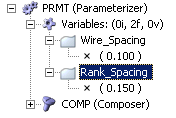 PRMT (Parameterizer)
Variables: (0i, 2f, 0v)
Wire_Spacing
× ( 0.100 )
Rank_Spacing
× ( 0.150 )
COMP (Composer)